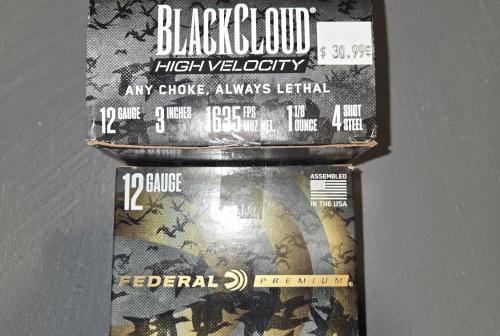 BLACKCLOUD®
$ 30.99
HIGH VELOCITY
ANY CHOKE, ALWAYS LETHAL
12 GAUGE 3 INCHES 1635 FPS MUZ. VEL. 1 1/8 OUNCE 4 SHOT STEEL
12 GAUGE
ASSEMBLED
IN THE USA
FEDERAL PREMIUM®